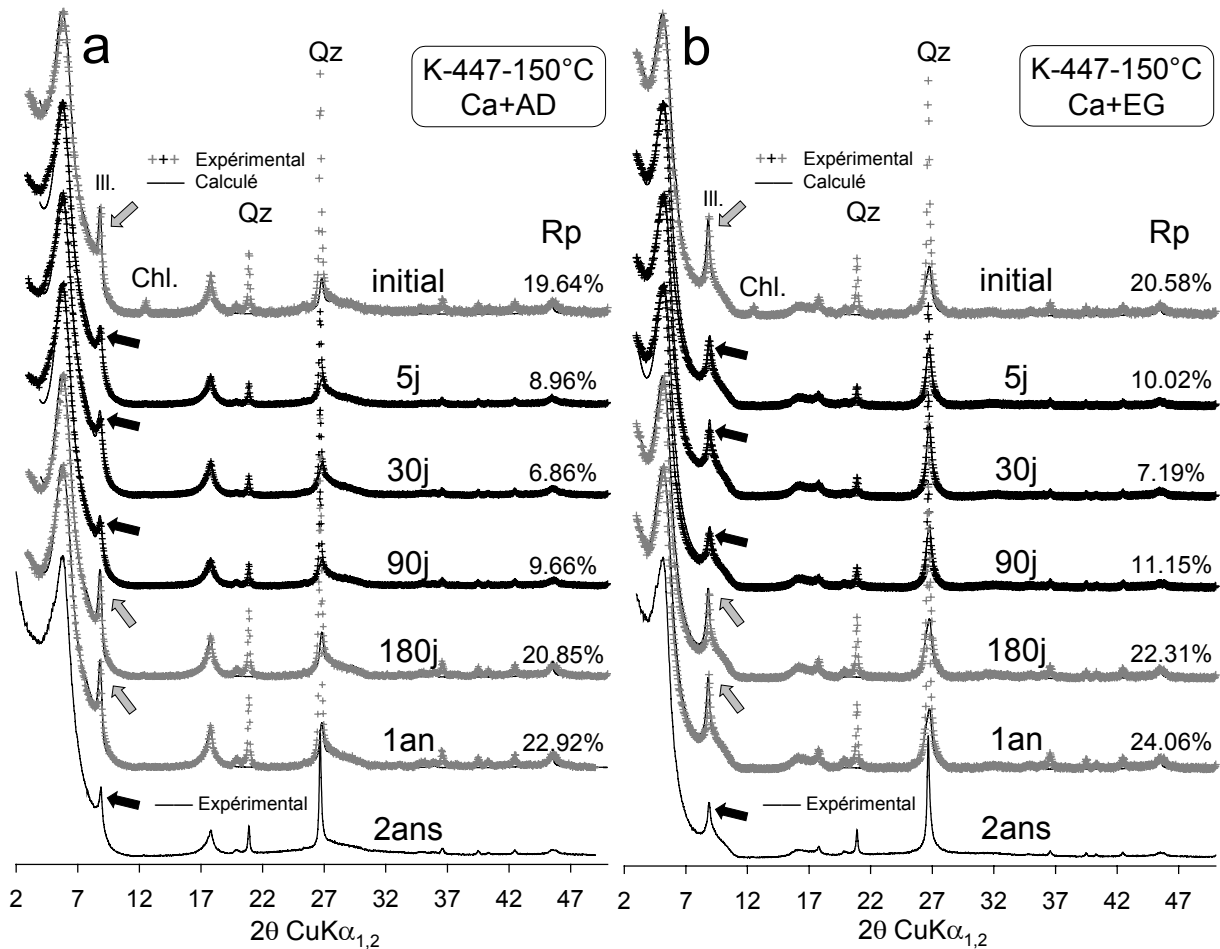 a
Qz
K-447-150°C
Ca+AD
+++ Expérimental
Calculé
Ill.
Qz
Rp
Chl.
initial
19.64%
5j
8.96%
30j
6.86%
90j
9.66%
180j
20.85%
1an
22.92%
Expérimental
2ans
2 7 12 17 22 27 32 37 42 47
2θ CuKα1,2
b
Qz
K-447-150°C
Ca+EG
+++ Expérimental
Calculé
Ill.
Qz
Rp
Chl.
initial
20.58%
5j
10.02%
30j
7.19%
90j
11.15%
180j
22.31%
1an
24.06%
Expérimental
2ans
2 7 12 17 22 27 32 37 42 47
2θ CuKα1,2